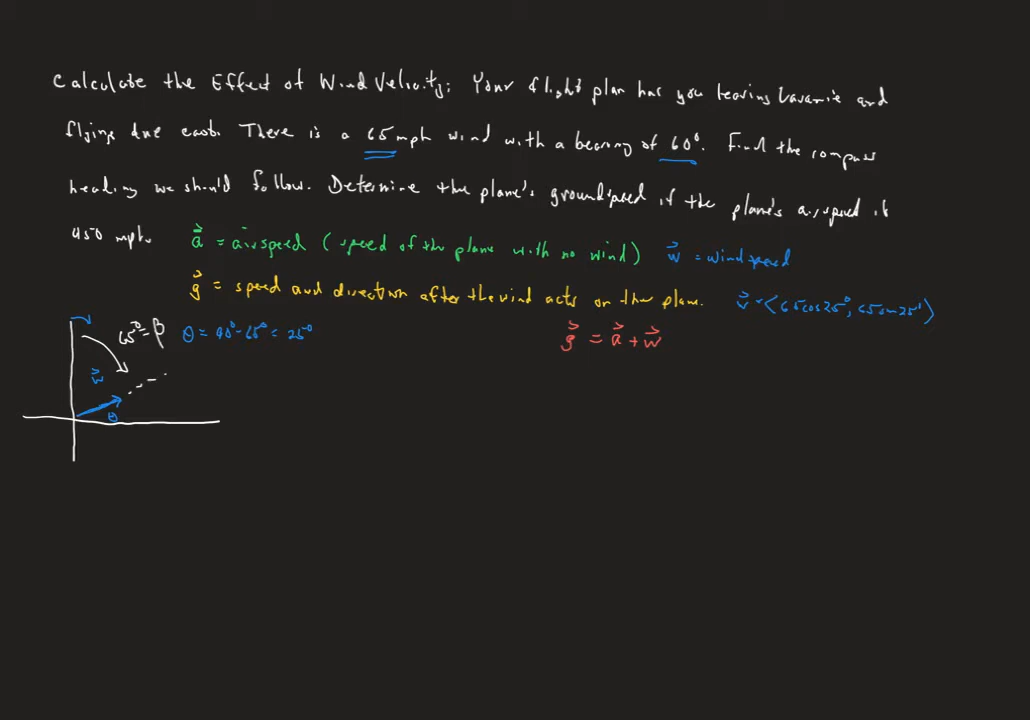 Calculate the Effect of Wind Velocity: Your flight plan has you leaving Laramie and
flying due east. There is a 65 mph wind with a bearing of 60°. Find the compass
heading we should follow. Determine the plane's groundspeed if the plane's airspeed is
450 mph.
a⃗ = airspeed (speed of the plane with no wind) w⃗ = windspeed
g⃗ = speed and direction after the wind acts on the plane. w⃗ = ⟨65cos25°, 65sin25°⟩
65° = β θ = 90° - 65° = 25° g⃗ = a⃗ + w⃗
w⃗
θ